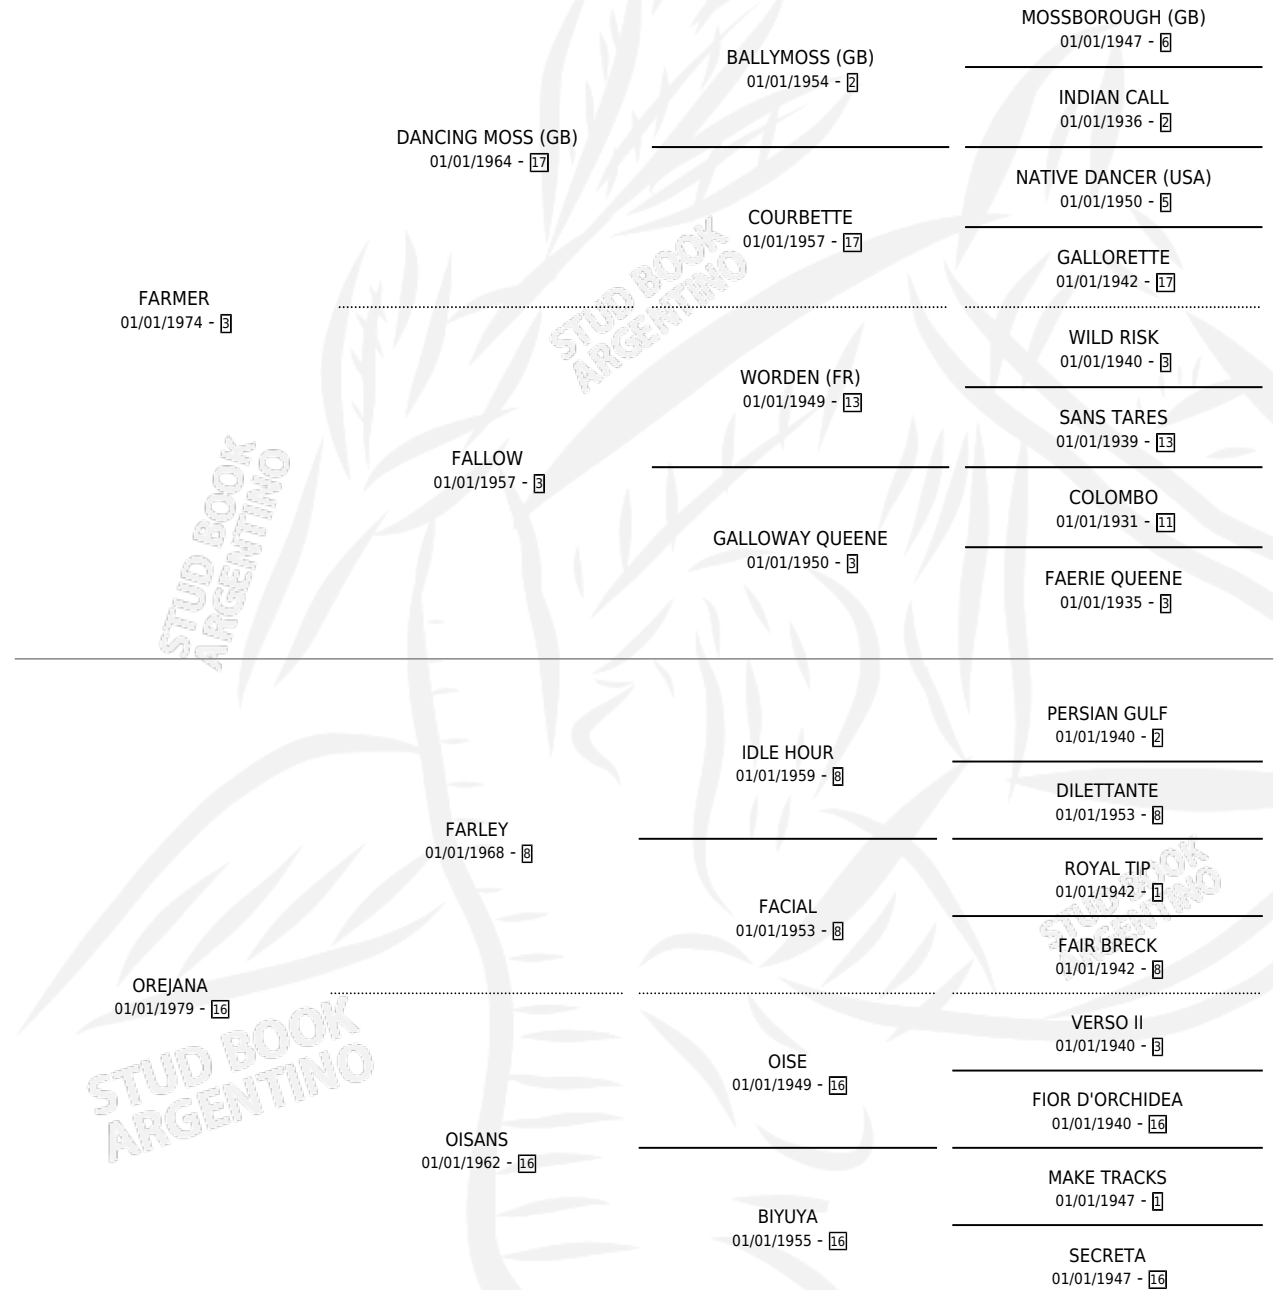 MOSSBOROUGH (GB)
01/01/1947 - 6
BALLYMOSS (GB)
01/01/1954 - 2
INDIAN CALL
01/01/1936 - 2
DANCING MOSS (GB)
01/01/1964 - 17
NATIVE DANCER (USA)
01/01/1950 - 5
COURBETTE
01/01/1957 - 17
GALLORETTE
01/01/1942 - 17
FARMER
01/01/1974 - 3
STUD BOOK
ARGENTINO
WILD RISK
01/01/1940 - 3
WORDEN (FR)
01/01/1949 - 13
SANS TARES
01/01/1939 - 13
FALLOW
01/01/1957 - 3
COLOMBO
01/01/1931 - 11
GALLOWAY QUEENE
01/01/1950 - 3
FAERIE QUEENE
01/01/1935 - 3
STUD BOOK
ARGENTINO
PERSIAN GULF
01/01/1940 - 2
IDLE HOUR
01/01/1959 - 8
DILETTANTE
01/01/1953 - 8
FARLEY
01/01/1968 - 8
ROYAL TIP
01/01/1942 - 1
FACIAL
01/01/1953 - 8
STUD BOOK
ARGENTINO
FAIR BRECK
01/01/1942 - 8
OREJANA
01/01/1979 - 16
STUD BOOK
ARGENTINO
VERSO II
01/01/1940 - 3
OISE
01/01/1949 - 16
FIOR D'ORCHIDEA
01/01/1940 - 16
OISANS
01/01/1962 - 16
MAKE TRACKS
01/01/1947 - 1
BIYUYA
01/01/1955 - 16
SECRETA
01/01/1947 - 16